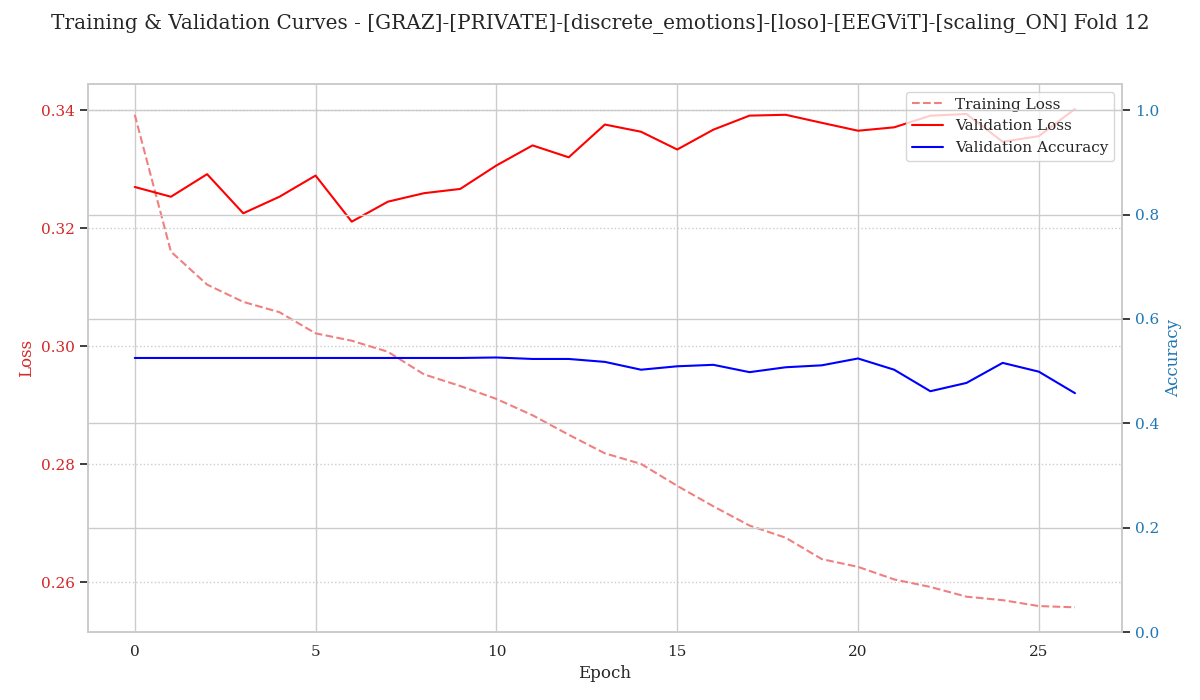 Training & Validation Curves - [GRAZ]-[PRIVATE]-[discrete_emotions]-[loso]-[EEGViT]-[scaling_ON] Fold 12
Training Loss
Validation Loss
Validation Accuracy
Loss
0.34
0.32
0.30
0.28
0.26
Accuracy
1.0
0.8
0.6
0.4
0.2
0.0
0 5 10 15 20 25
Epoch